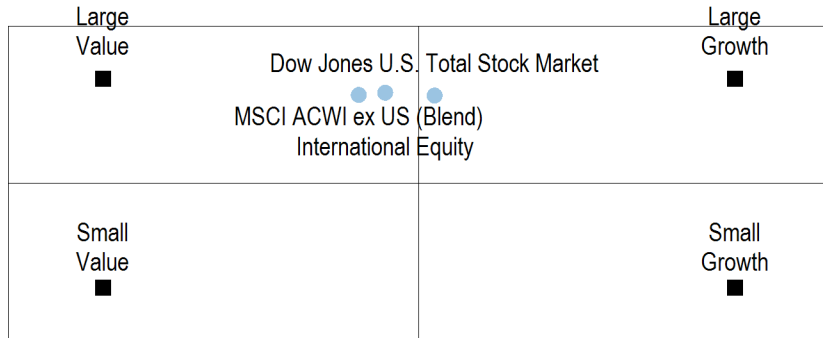 Large
Value
Large
Growth
Dow Jones U.S. Total Stock Market
MSCI ACWI ex US (Blend)
International Equity
Small
Value
Small
Growth